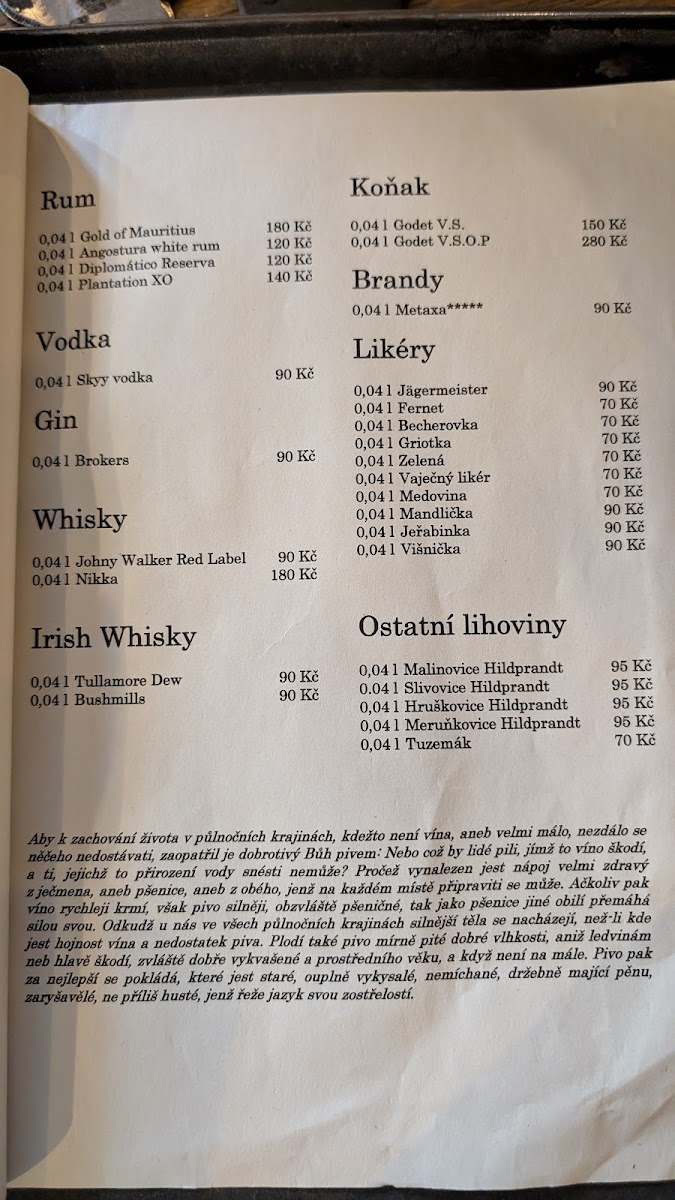 Rum
0,04 l Gold of Mauritius 180 Kč
0,04 l Angostura white rum 120 Kč
0,04 l Diplomático Reserva 120 Kč
0,04 l Plantation XO 140 Kč
Vodka
0,04 l Skyy vodka 90 Kč
Gin
0,04 l Brokers 90 Kč
Whisky
0,04 l Johny Walker Red Label 90 Kč
0,04 l Nikka 180 Kč
Irish Whisky
0,04 l Tullamore Dew 90 Kč
0,04 l Bushmills 90 Kč
Koňak
0,04 l Godet V.S. 150 Kč
0,04 l Godet V.S.O.P 280 Kč
Brandy
0,04 l Metaxa***** 90 Kč
Likéry
0,04 l Jägermeister 90 Kč
0,04 l Fernet 70 Kč
0,04 l Becherovka 70 Kč
0,04 l Griotka 70 Kč
0,04 l Zelená 70 Kč
0,04 l Vaječný likér 70 Kč
0,04 l Medovina 70 Kč
0,04 l Mandlička 90 Kč
0,04 l Jeřabinka 90 Kč
0,04 l Višnička 90 Kč
Ostatní lihoviny
0,04 l Malinovice Hildprandt 95 Kč
0.04 l Slivovice Hildprandt 95 Kč
0,04 l Hruškovice Hildprandt 95 Kč
0,04 l Meruňkovice Hildprandt 95 Kč
0,04 l Tuzemák 70 Kč
Aby k zachování života v půlnočních krajinách, kdežto není vína, aneb velmi málo, nezdálo se
něčeho nedostávati, zaopatřil je dobrotivý Bůh pivem: Nebo což by lidé pili, jímž to víno škodí,
a ti, jejichž to přirození vody snésti nemůže? Pročež vynalezen jest nápoj velmi zdravý
z ječmena, aneb pšenice, aneb z obého, jenž na každém místě připraviti se může. Ačkoliv pak
víno rychleji krmí, však pivo silněji, obzvláště pšeničné, tak jako pšenice jiné obilí přemáhá
silou svou. Odkudž u nás ve všech půlnočních krajinách silnější těla se nacházejí, než-li kde
jest hojnost vína a nedostatek piva. Plodí také pivo mírně pité dobré vlhkosti, aniž ledvinám
neb hlavě škodí, zvláště dobře vykvašené a prostředního věku, a když není na mále. Pivo pak
za nejlepší se pokládá, které jest staré, ouplně vykysalé, nemíchané, držebně mající pěnu,
zaryšavělé, ne příliš husté, jenž řeže jazyk svou zostřelostí.